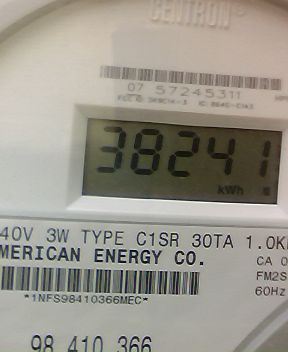 CENTRON®
07 57245311
38241
kWh
40V 3W TYPE C1SR 30TA 1.0K
MERICAN ENERGY CO.
CA 0
FM2S
60Hz
*1NFS98410366MEC*
98 410 366